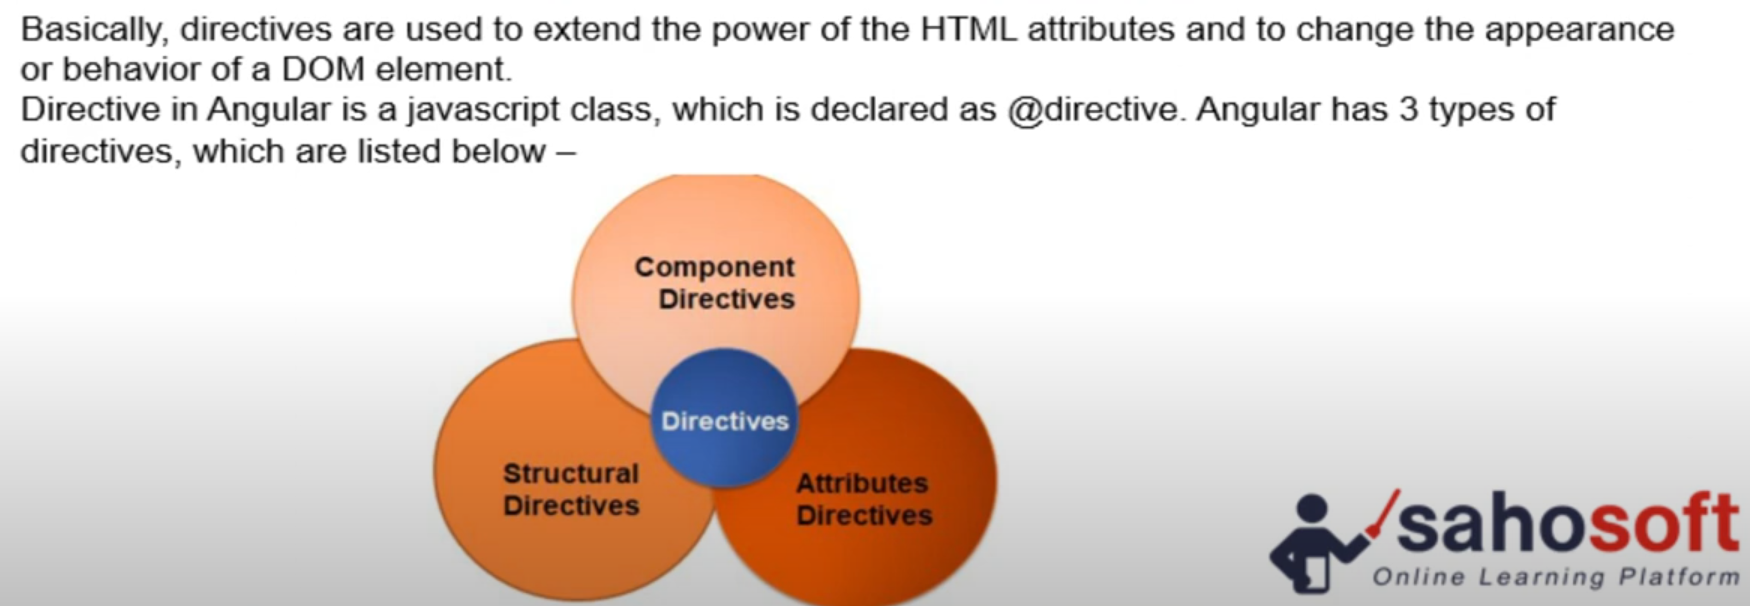 Basically, directives are used to extend the power of the HTML attributes and to change the appearance
or behavior of a DOM element.
Directive in Angular is a javascript class, which is declared as @directive. Angular has 3 types of
directives, which are listed below –
Component
Directives
Directives
Structural
Directives
Attributes
Directives
sahosoft
Online Learning Platform